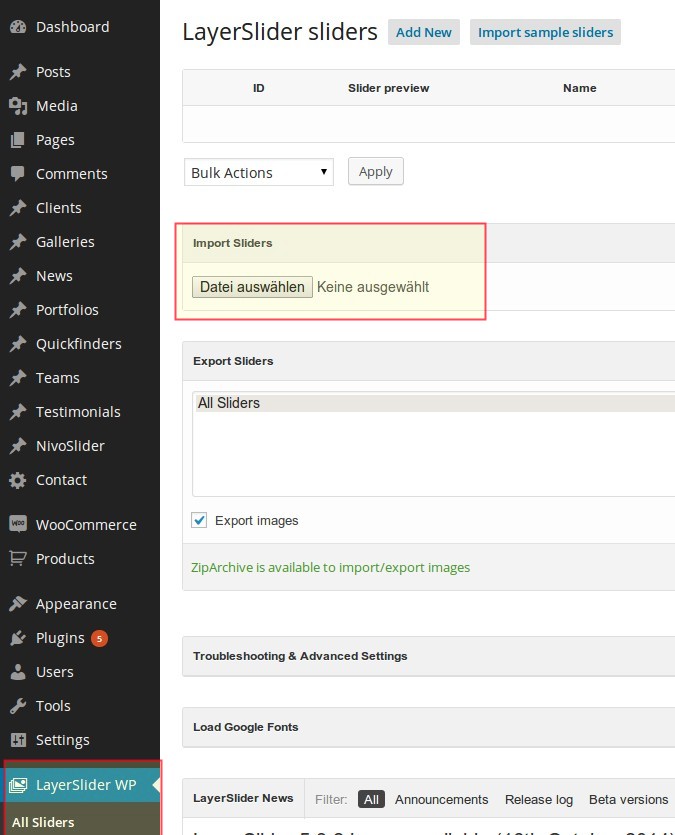 Dashboard
Posts
Media
Pages
Comments
Clients
Galleries
News
Portfolios
Quickfinders
Teams
Testimonials
NivoSlider
Contact
WooCommerce
Products
Appearance
Plugins 5
Users
Tools
Settings
LayerSlider WP
All Sliders
LayerSlider sliders Add New Import sample sliders
ID Slider preview Name
Bulk Actions Apply
Import Sliders
Datei auswählen Keine ausgewählt
Export Sliders
All Sliders
Export images
ZipArchive is available to import/export images
Troubleshooting & Advanced Settings
Load Google Fonts
LayerSlider News Filter: All Announcements Release log Beta versions